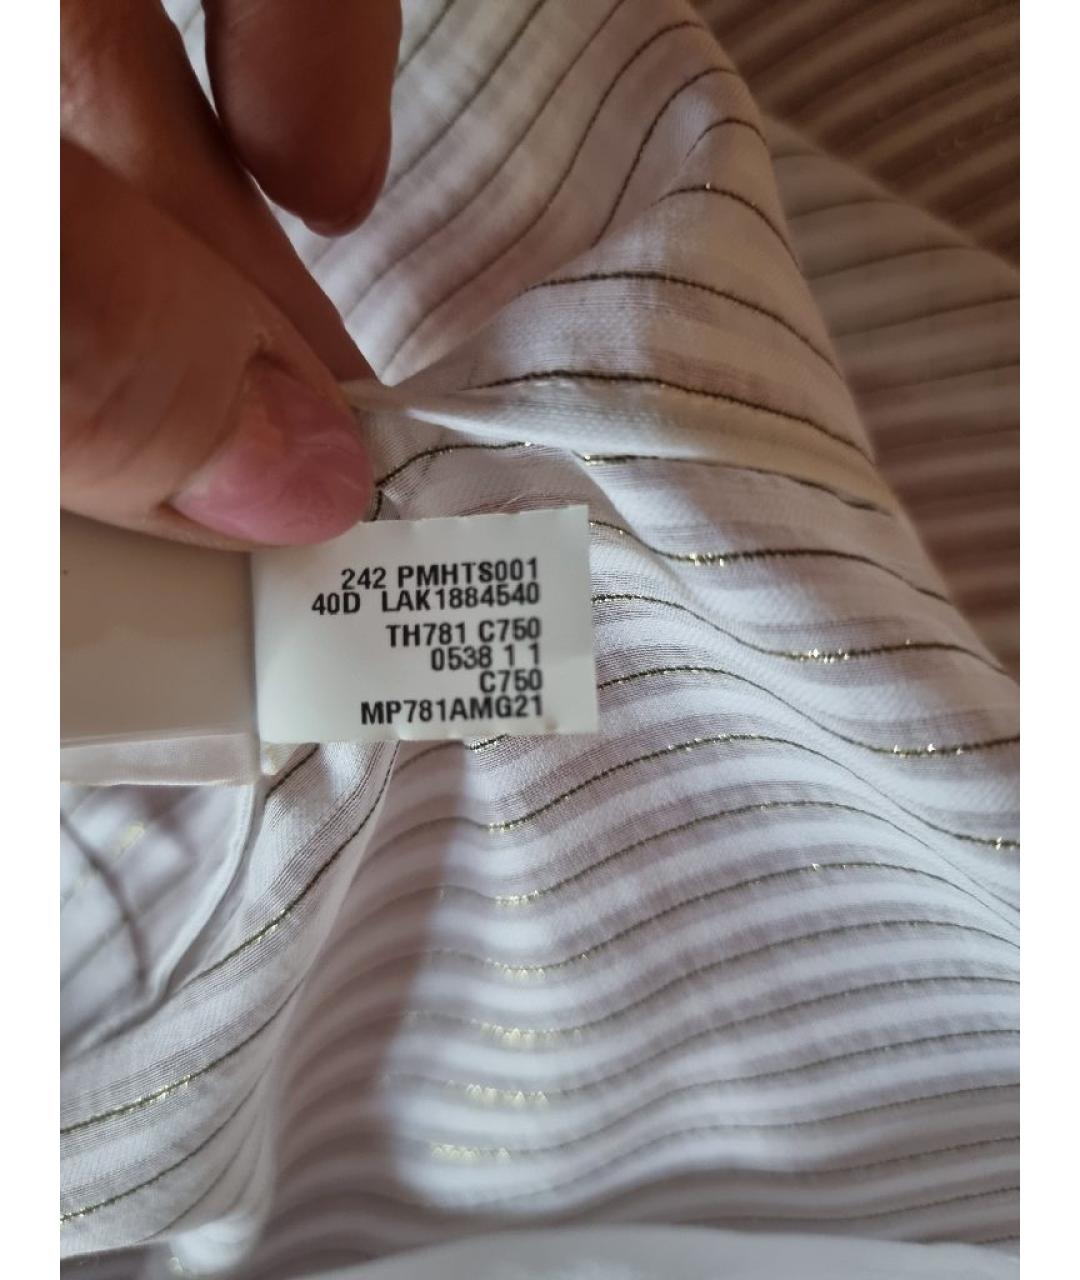 242 PMHTS001
40D LAK1884540
TH781 C750
0538 1 1
C750
MP781AMG21